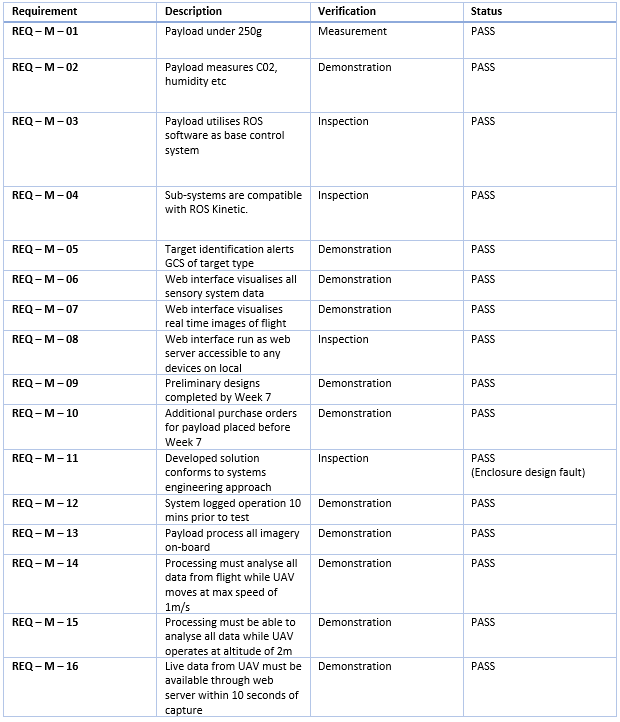 Requirement Description Verification Status
REQ – M – 01 Payload under 250g Measurement PASS
REQ – M – 02 Payload measures C02, Demonstration PASS
humidity etc
REQ – M – 03 Payload utilises ROS Inspection PASS
software as base control
system
REQ – M – 04 Sub-systems are compatible Inspection PASS
with ROS Kinetic.
REQ – M – 05 Target identification alerts Demonstration PASS
GCS of target type
REQ – M – 06 Web interface visualises all Demonstration PASS
sensory system data
REQ – M – 07 Web interface visualises Demonstration PASS
real time images of flight
REQ – M – 08 Web interface run as web Inspection PASS
server accessible to any
devices on local
REQ – M – 09 Preliminary designs Demonstration PASS
completed by Week 7
REQ – M – 10 Additional purchase orders Demonstration PASS
for payload placed before
Week 7
REQ – M – 11 Developed solution Inspection PASS
conforms to systems (Enclosure design fault)
engineering approach
REQ – M – 12 System logged operation 10 Demonstration PASS
mins prior to test
REQ – M – 13 Payload process all imagery Demonstration PASS
on-board
REQ – M – 14 Processing must analyse all Demonstration PASS
data from flight while UAV
moves at max speed of
1m/s
REQ – M – 15 Processing must be able to Demonstration PASS
analyse all data while UAV
operates at altitude of 2m
REQ – M – 16 Live data from UAV must be Demonstration PASS
available through web
server within 10 seconds of
capture